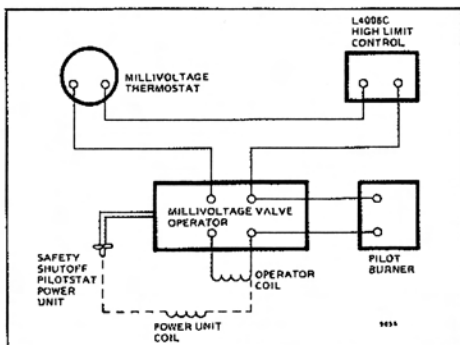 L4006C
HIGH LIMIT
CONTROL
MILLIVOLTAGE
THERMOSTAT
MILLIVOLTAGE VALVE
OPERATOR
SAFETY
SHUTOFF
PILOTSTAT
POWER
UNIT
OPERATOR
COIL
PILOT
BURNER
POWER UNIT
COIL